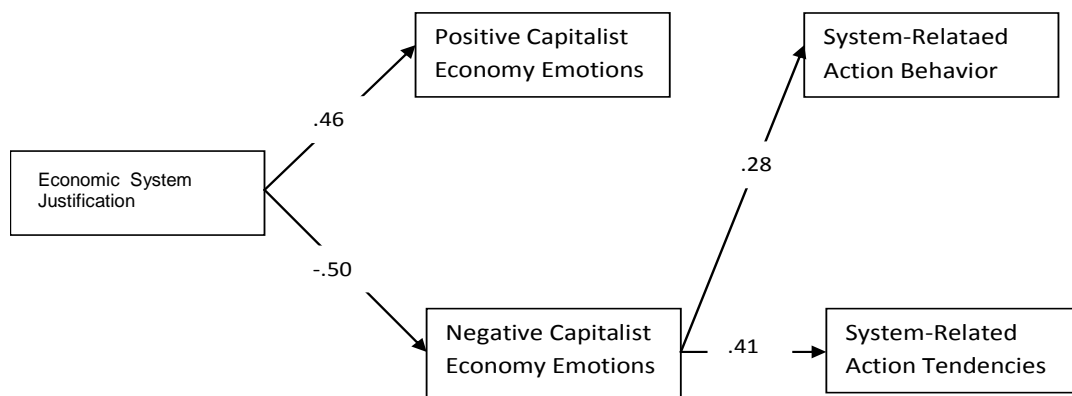 Positive Capitalist
Economy Emotions
System-Relataed
Action Behavior
.46
.28
Economic System
Justification
-.50
Negative Capitalist
Economy Emotions
.41
System-Related
Action Tendencies